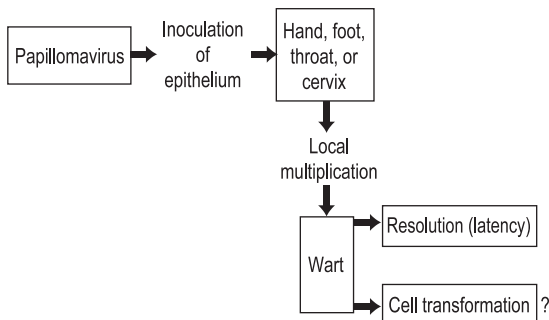 Papillomavirus
Inoculation
of
epithelium
Hand, foot,
throat, or
cervix
Local
multiplication
Wart
Resolution (latency)
Cell transformation ?